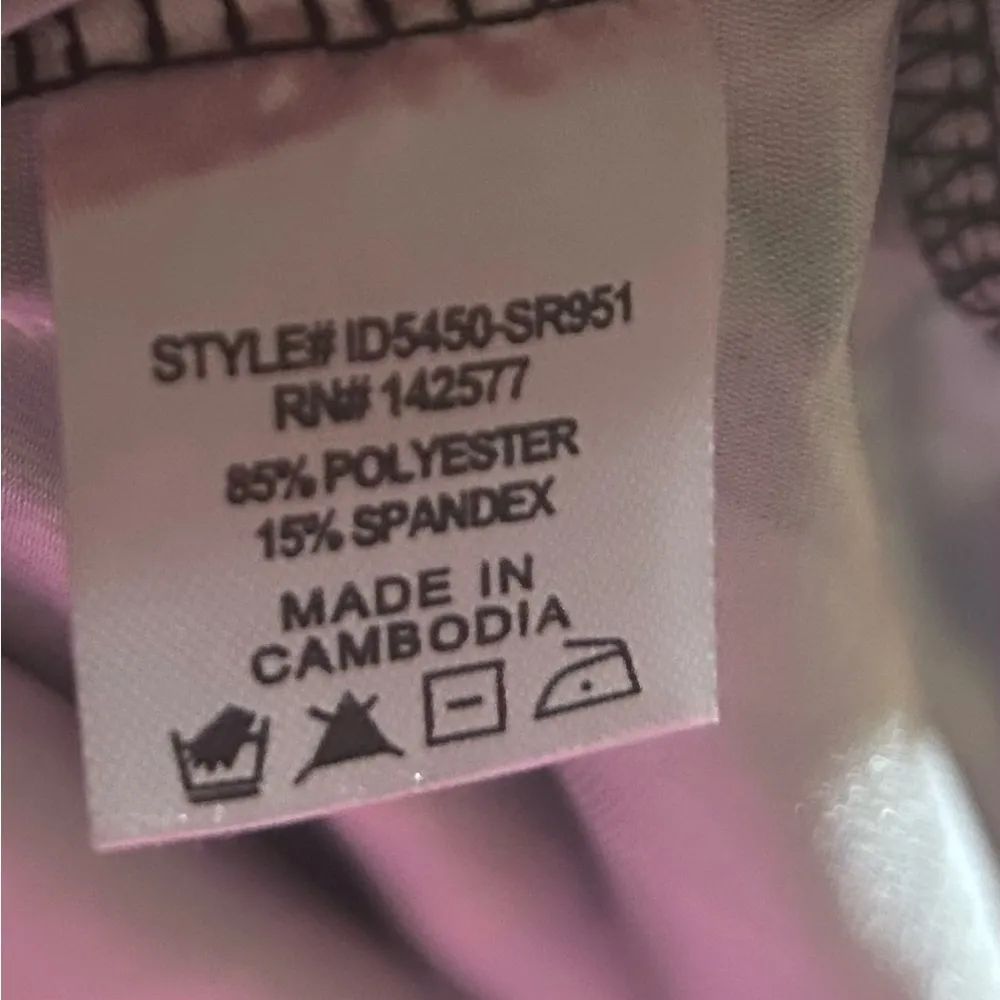 STYLE# ID5450-SR951
RN# 142577
85% POLYESTER
15% SPANDEX
MADE IN
CAMBODIA